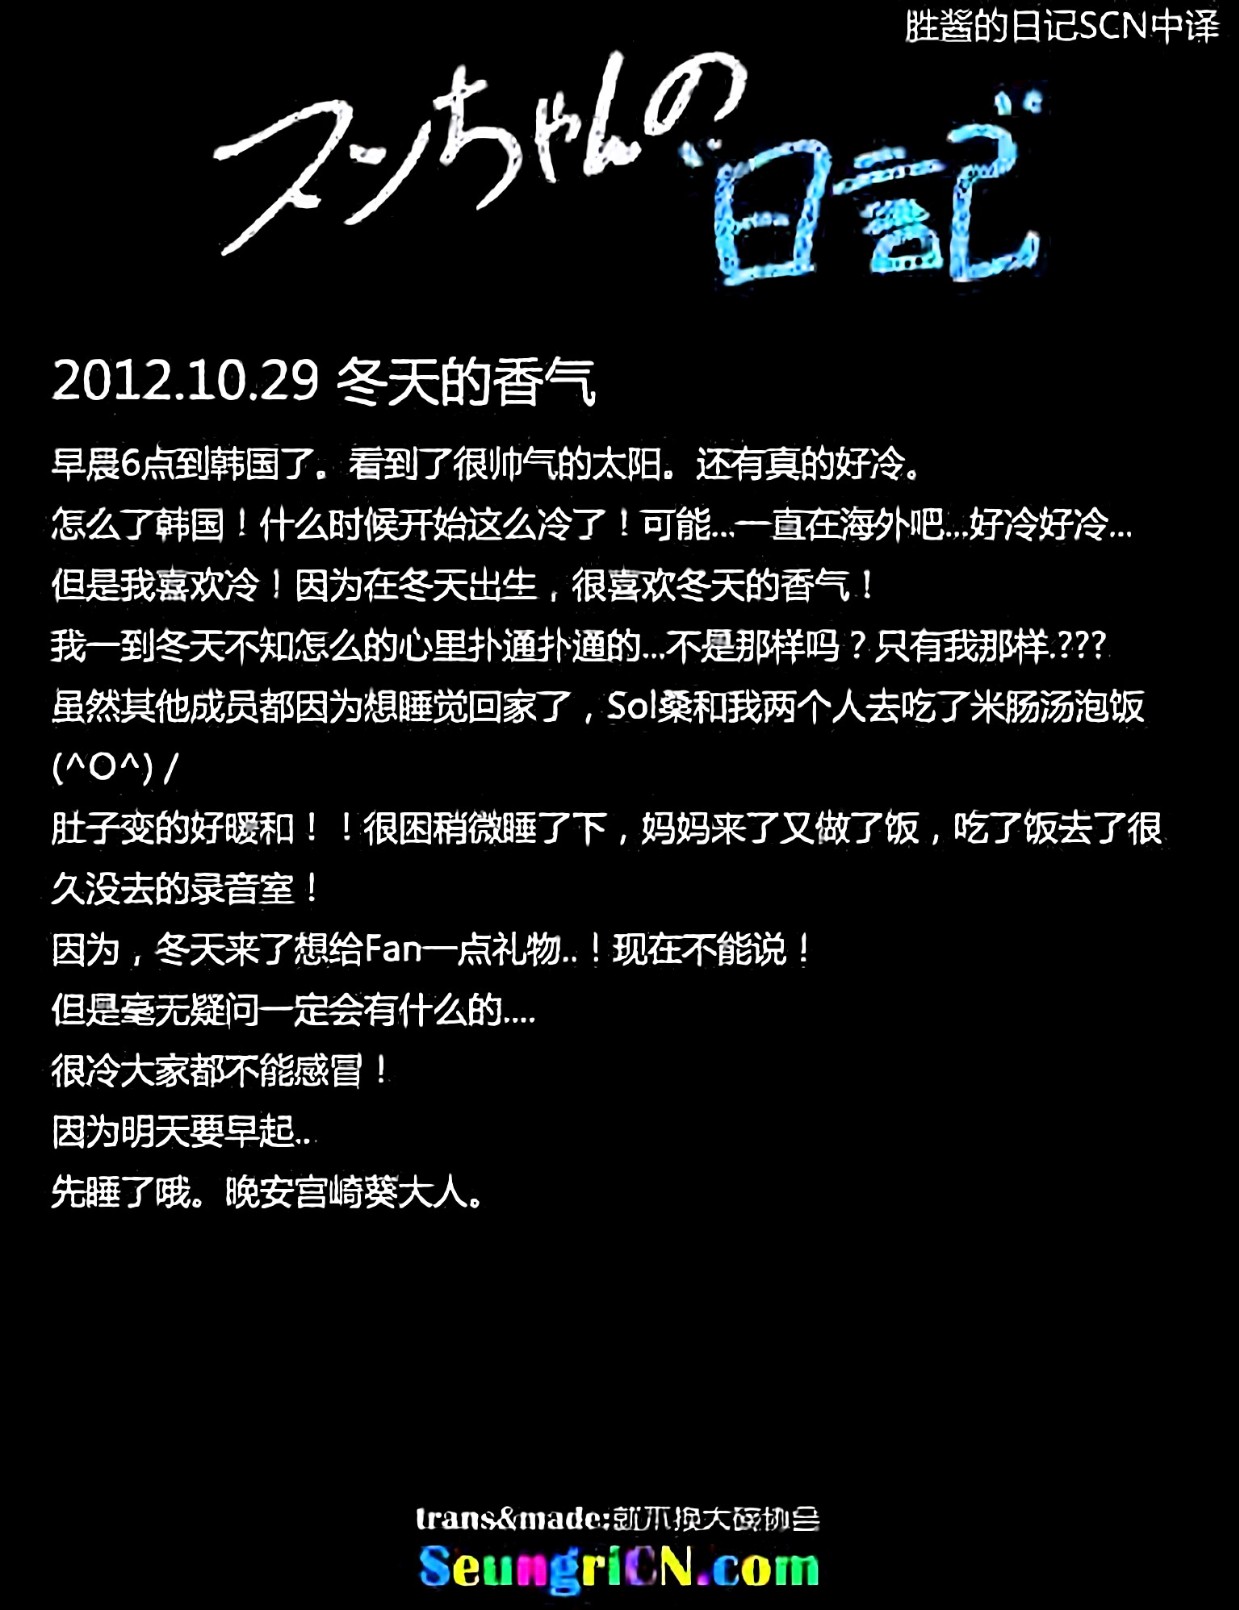 胜酱的日记SCN中译
スンちゃんの
日記
2012.10.29 冬天的香气
早晨6点到韩国了。看到了很帅气的太阳。还有真的好冷。
怎么了韩国！什么时候开始这么冷了！可能...一直在海外吧...好冷好冷...
但是我喜欢冷！因为在冬天出生，很喜欢冬天的香气！
我一到冬天不知怎么的心里扑通扑通的...不是那样吗？只有我那样.???
虽然其他成员都因为想睡觉回家了，Sol桑和我两个人去吃了米肠汤泡饭
(^O^) /
肚子变的好暖和！！很困稍微睡了下，妈妈来了又做了饭，吃了饭去了很
久没去的录音室！
因为，冬天来了想给Fan一点礼物..！现在不能说！
但是毫无疑问一定会有什么的....
很冷大家都不能感冒！
因为明天要早起..
先睡了哦。晚安宫崎葵大人。
trans&made:就不换大碗协会
SeungriCN.com